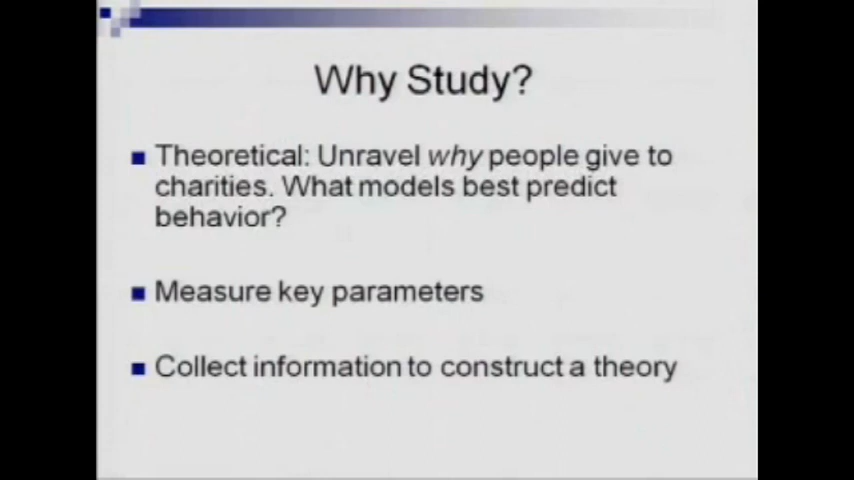 Why Study?
Theoretical: Unravel why people give to
charities. What models best predict
behavior?
Measure key parameters
Collect information to construct a theory